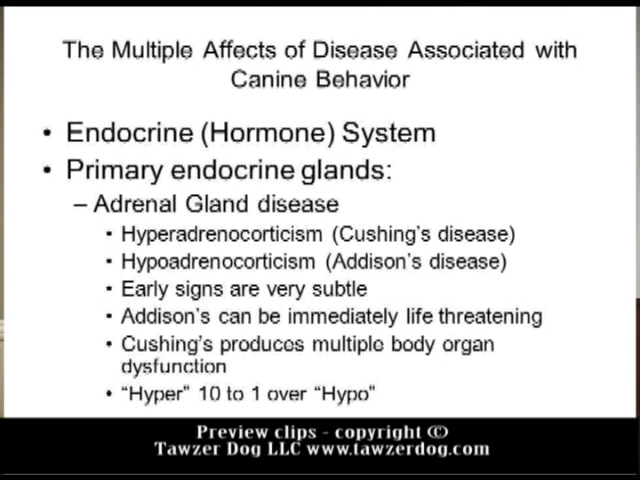 The Multiple Affects of Disease Associated with
Canine Behavior
• Endocrine (Hormone) System
• Primary endocrine glands:
– Adrenal Gland disease
• Hyperadrenocorticism (Cushing's disease)
• Hypoadrenocorticism (Addison's disease)
• Early signs are very subtle
• Addison's can be immediately life threatening
• Cushing's produces multiple body organ
dysfunction
• “Hyper” 10 to 1 over “Hypo”
Preview clips - copyright ©
Tawzer Dog LLC www.tawzerdog.com